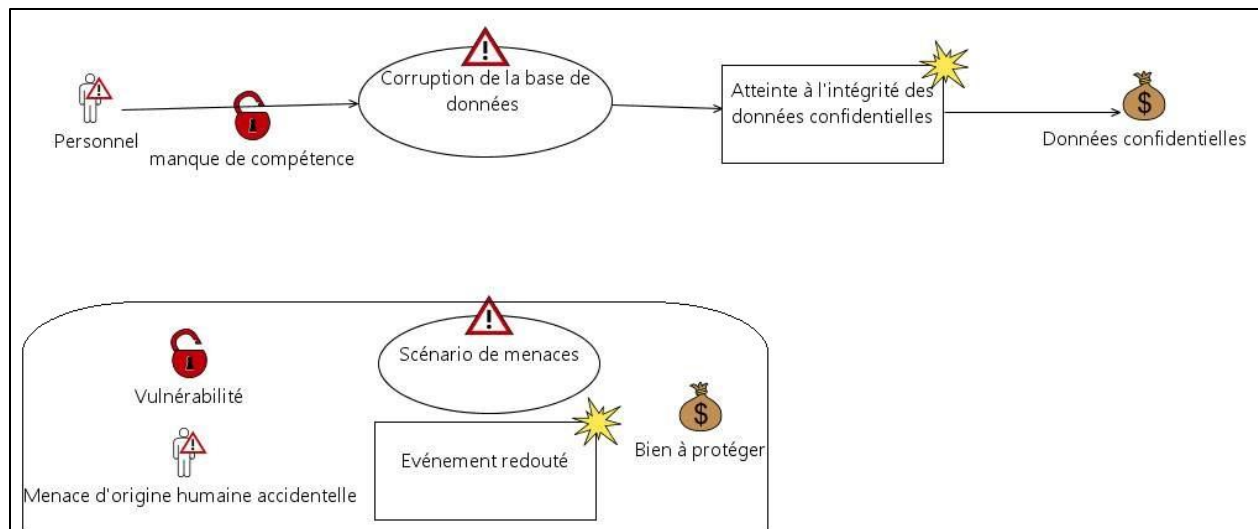 Corruption de la base de
données
Atteinte à l'intégrité des
données confidentielles
Personnel
manque de compétence
$
Données confidentielles
Scénario de menaces
Vulnérabilité
$
Evénement redouté
Bien à protéger
Menace d'origine humaine accidentelle